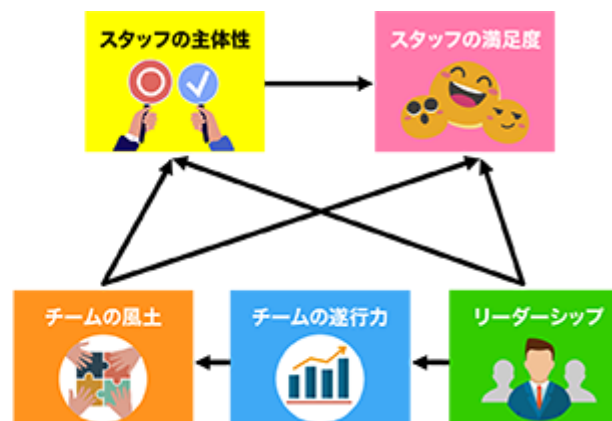 スタッフの主体性
スタッフの満足度
チームの風土
チームの遂行力
リーダーシップ